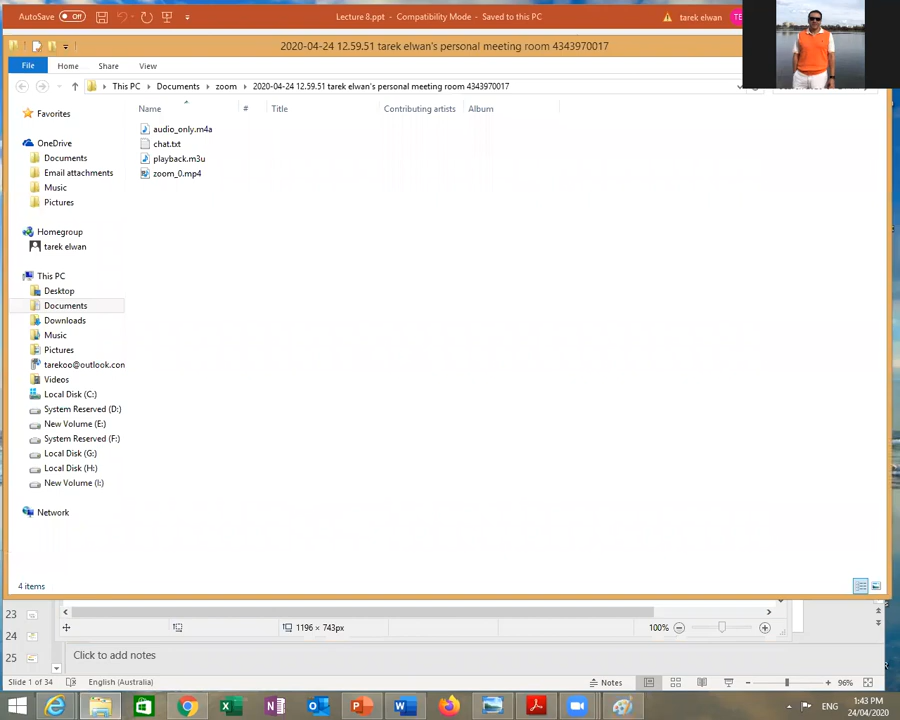 AutoSave Off Lecture 8.ppt - Compatibility Mode - Saved to this PC tarek elwan TE
2020-04-24 12.59.51 tarek elwan's personal meeting room 4343970017
File Home Share View
This PC Documents zoom 2020-04-24 12.59.51 tarek elwan's personal meeting room 4343970017
Name # Title Contributing artists Album
audio_only.m4a
chat.txt
playback.m3u
zoom_0.mp4
Favorites
OneDrive
Documents
Email attachments
Music
Pictures
Homegroup
tarek elwan
This PC
Desktop
Documents
Downloads
Music
Pictures
tarekoo@outlook.con
Videos
Local Disk (C:)
System Reserved (D:)
New Volume (E:)
System Reserved (F:)
Local Disk (G:)
Local Disk (H:)
New Volume (I:)
Network
4 items
23
24
25
1196 × 743px 100%
Click to add notes
Slide 1 of 34 English (Australia) Notes 96%
ENG 1:43 PM
24/04/2020